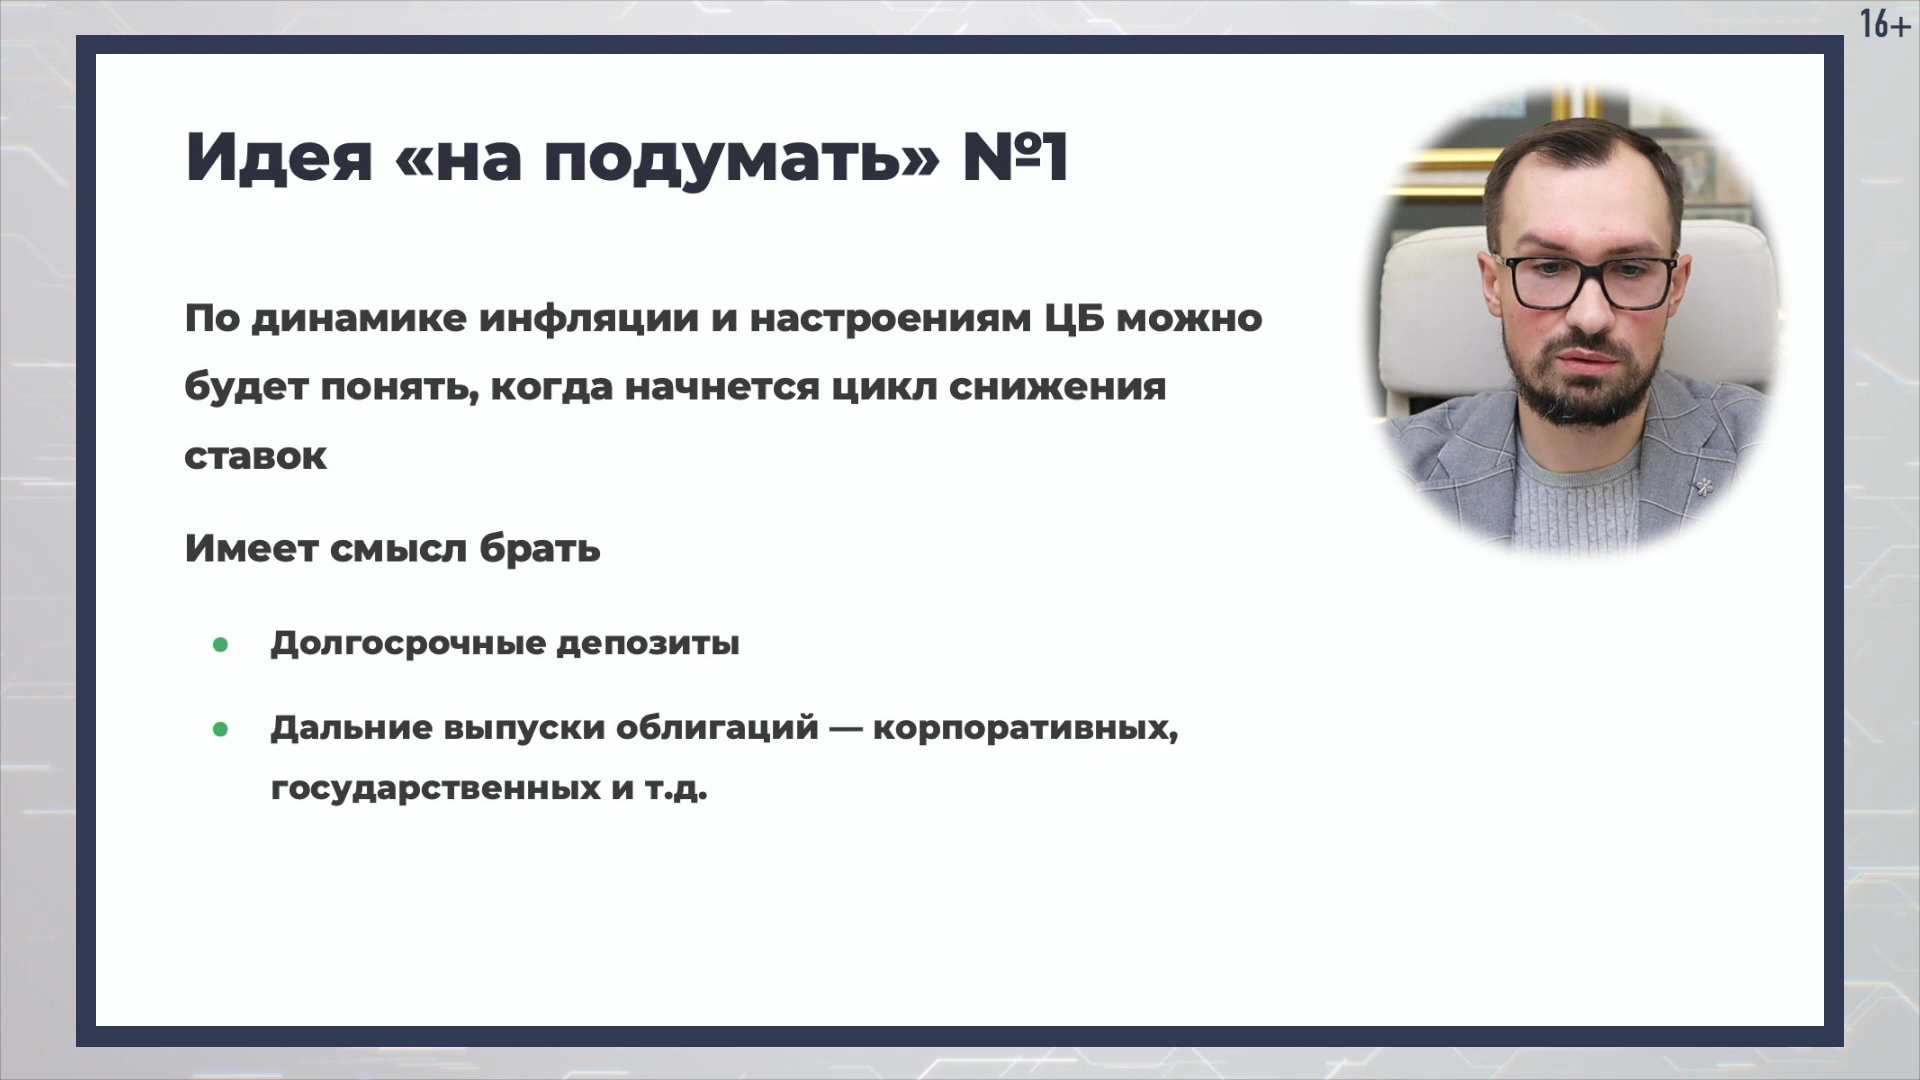 16+
Идея «на подумать» №1
По динамике инфляции и настроениям ЦБ можно
будет понять, когда начнется цикл снижения
ставок
Имеет смысл брать
● Долгосрочные депозиты
● Дальние выпуски облигаций — корпоративных,
государственных и т.д.